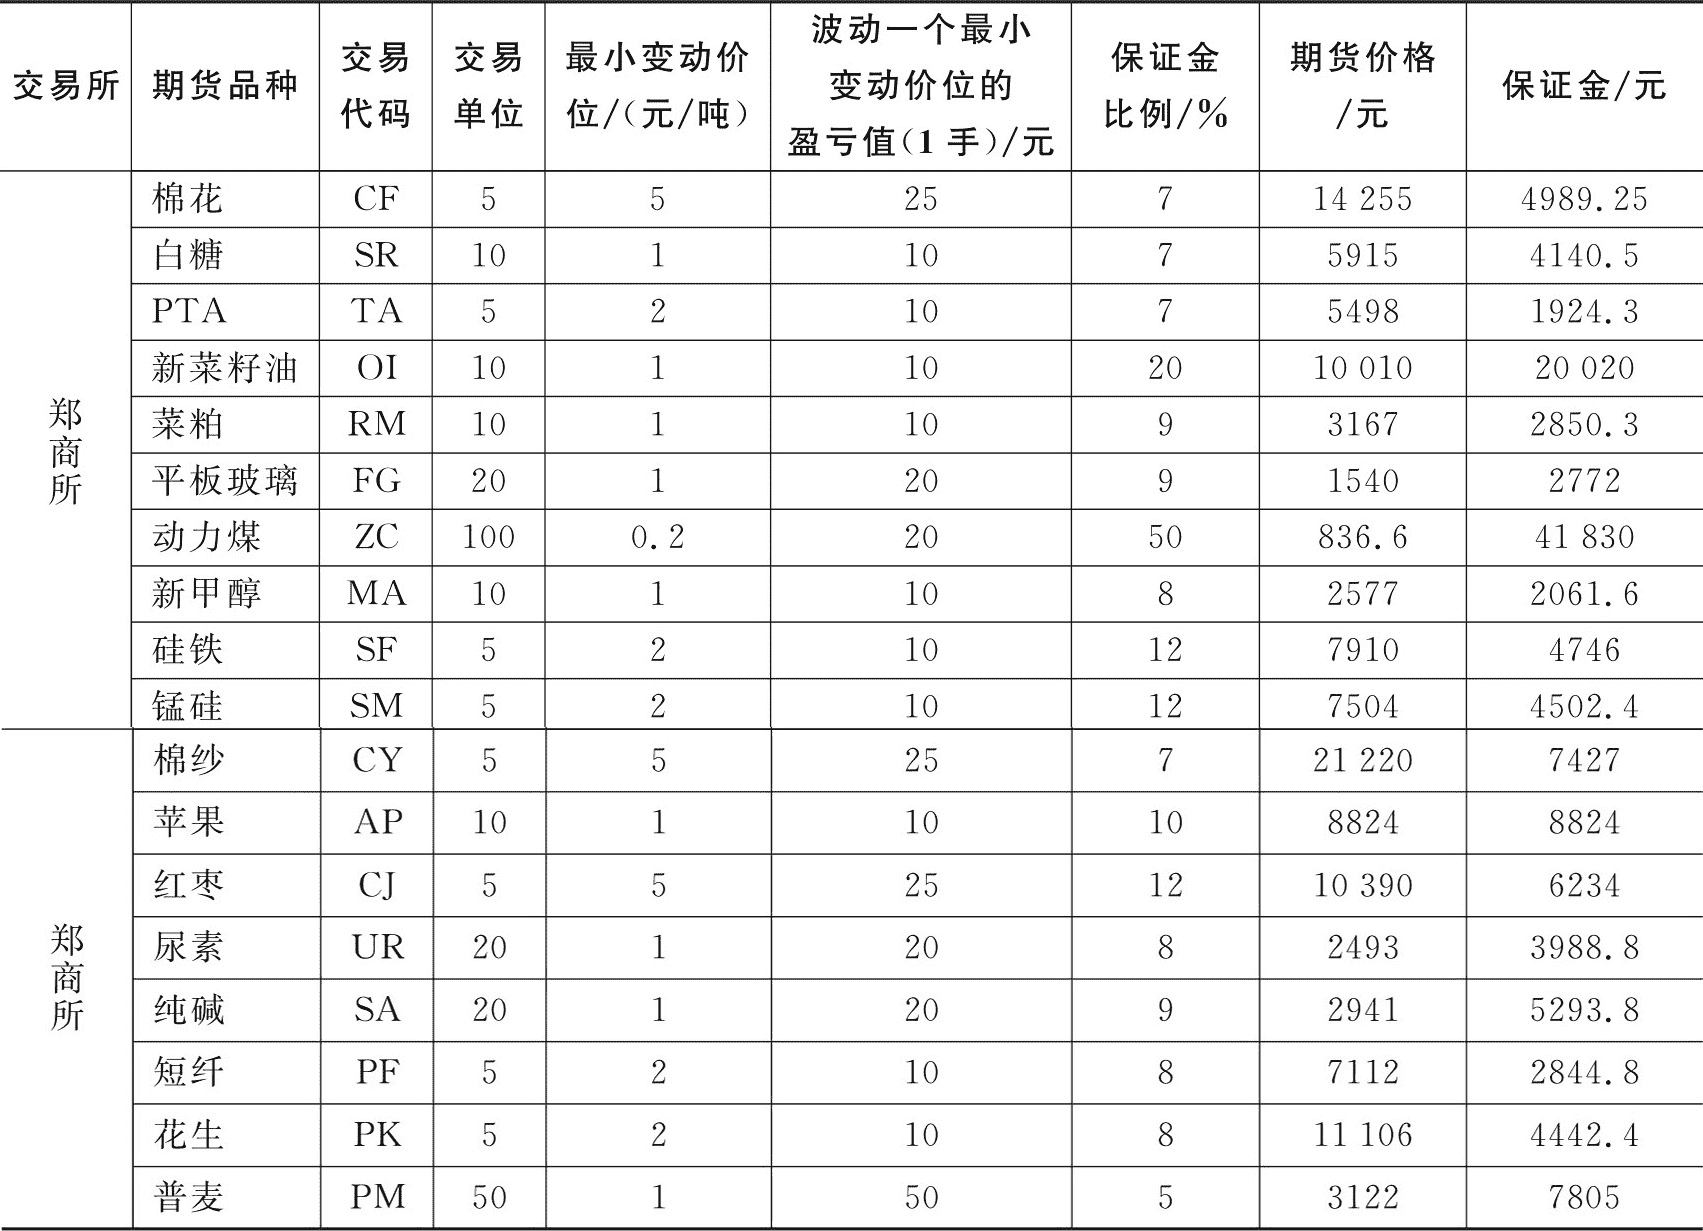 交易所 期货品种 交易代码 交易单位 最小变动价位/(元/吨) 波动一个最小变动价位的盈亏值(1手)/元 保证金比例/% 期货价格/元 保证金/元
郑商所
棉花 CF 5 5 25 7 14 255 4989.25
白糖 SR 10 1 10 7 5915 4140.5
PTA TA 5 2 10 7 5498 1924.3
新菜籽油 OI 10 1 10 20 10 010 20 020
菜粕 RM 10 1 10 9 3167 2850.3
平板玻璃 FG 20 1 20 9 1540 2772
动力煤 ZC 100 0.2 20 50 836.6 41 830
新甲醇 MA 10 1 10 8 2577 2061.6
硅铁 SF 5 2 10 12 7910 4746
锰硅 SM 5 2 10 12 7504 4502.4
郑商所
棉纱 CY 5 5 25 7 21 220 7427
苹果 AP 10 1 10 10 8824 8824
红枣 CJ 5 5 25 12 10 390 6234
尿素 UR 20 1 20 8 2493 3988.8
纯碱 SA 20 1 20 9 2941 5293.8
短纤 PF 5 2 10 8 7112 2844.8
花生 PK 5 2 10 8 11 106 4442.4
普麦 PM 50 1 50 5 3122 7805